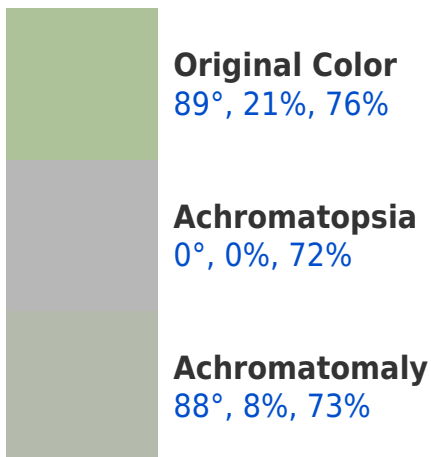 Original Color
89°, 21%, 76%
Achromatopsia
0°, 0%, 72%
Achromatomaly
88°, 8%, 73%